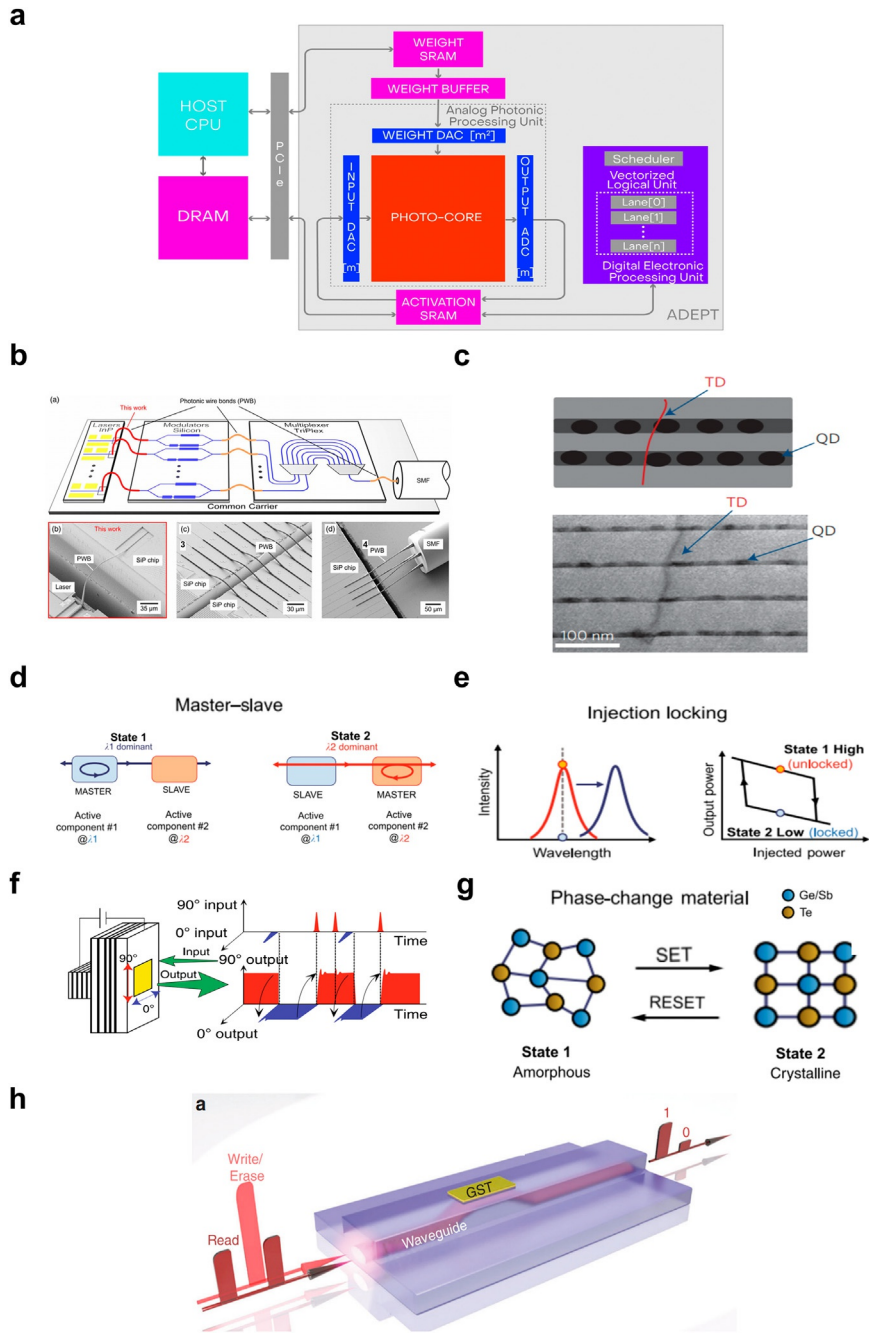 a
WEIGHT
SRAM
WEIGHT BUFFER
Analog Photonic
Processing Unit
WEIGHT DAC [m²]
HOST
CPU
PCIe
DRAM
INPUT DAC [m]
PHOTO-CORE
OUTPUT ADC [m]
ACTIVATION
SRAM
Scheduler
Vectorized
Logical Unit
Lane[0]
Lane[1]
Lane[n]
Digital Electronic
Processing Unit
ADEPT
b
(a)
This work
Photonic wire bonds (PWB)
Lasers
InP
Modulators
Silicon
Multiplexer
TriPlex
SMF
Common Carrier
(b)
This work
PWB
SiP chip
Laser
35 µm
(c)
3
PWB
SiP chip
SiP chip
30 µm
(d)
4
SMF
PWB
SiP chip
50 µm
c
TD
QD
TD
QD
100 nm
d
Master–slave
State 1
λ1 dominant
MASTER
SLAVE
Active
component #1
@λ1
Active
component #2
@λ2
State 2
λ2 dominant
SLAVE
MASTER
Active
component #1
@λ1
Active
component #2
@λ2
e
Injection locking
Intensity
Wavelength
Output power
State 1 High
(unlocked)
State 2 Low (locked)
Injected power
f
90°
0°
Input
Output
90° input
0° input
Time
90° output
Time
0° output
g
Phase-change material
Ge/Sb
Te
SET
RESET
State 1
Amorphous
State 2
Crystalline
h
a
Write/
Erase
Read
GST
Waveguide
1
0